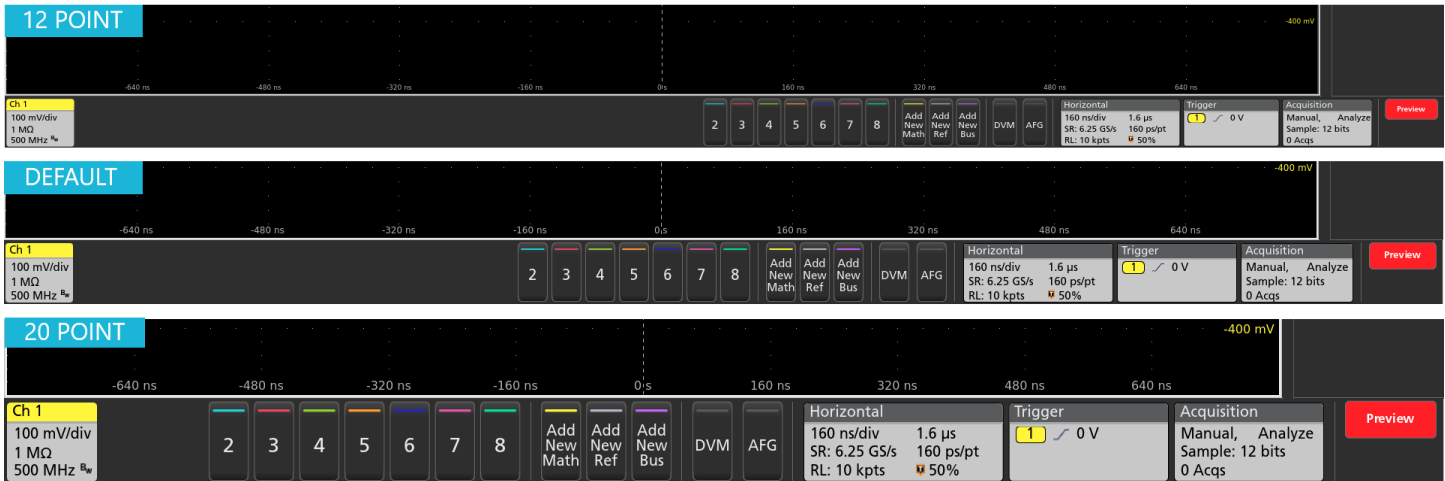 12 POINT
-400 mV
-640 ns -480 ns -320 ns -160 ns 0 s 160 ns 320 ns 480 ns 640 ns
Ch 1
100 mV/div
1 MΩ
500 MHz Bw
2 3 4 5 6 7 8
Add New Math
Add New Ref
Add New Bus
DVM
AFG
Horizontal
160 ns/div 1.6 µs
SR: 6.25 GS/s 160 ps/pt
RL: 10 kpts 50%
Trigger
1 0 V
Acquisition
Manual, Analyze
Sample: 12 bits
0 Acqs
Preview
DEFAULT
-400 mV
-640 ns -480 ns -320 ns -160 ns 0 s 160 ns 320 ns 480 ns 640 ns
Ch 1
100 mV/div
1 MΩ
500 MHz Bw
2 3 4 5 6 7 8
Add New Math
Add New Ref
Add New Bus
DVM
AFG
Horizontal
160 ns/div 1.6 µs
SR: 6.25 GS/s 160 ps/pt
RL: 10 kpts 50%
Trigger
1 0 V
Acquisition
Manual, Analyze
Sample: 12 bits
0 Acqs
Preview
20 POINT
-400 mV
-640 ns -480 ns -320 ns -160 ns 0 s 160 ns 320 ns 480 ns 640 ns
Ch 1
100 mV/div
1 MΩ
500 MHz Bw
2 3 4 5 6 7 8
Add New Math
Add New Ref
Add New Bus
DVM
AFG
Horizontal
160 ns/div 1.6 µs
SR: 6.25 GS/s 160 ps/pt
RL: 10 kpts 50%
Trigger
1 0 V
Acquisition
Manual, Analyze
Sample: 12 bits
0 Acqs
Preview